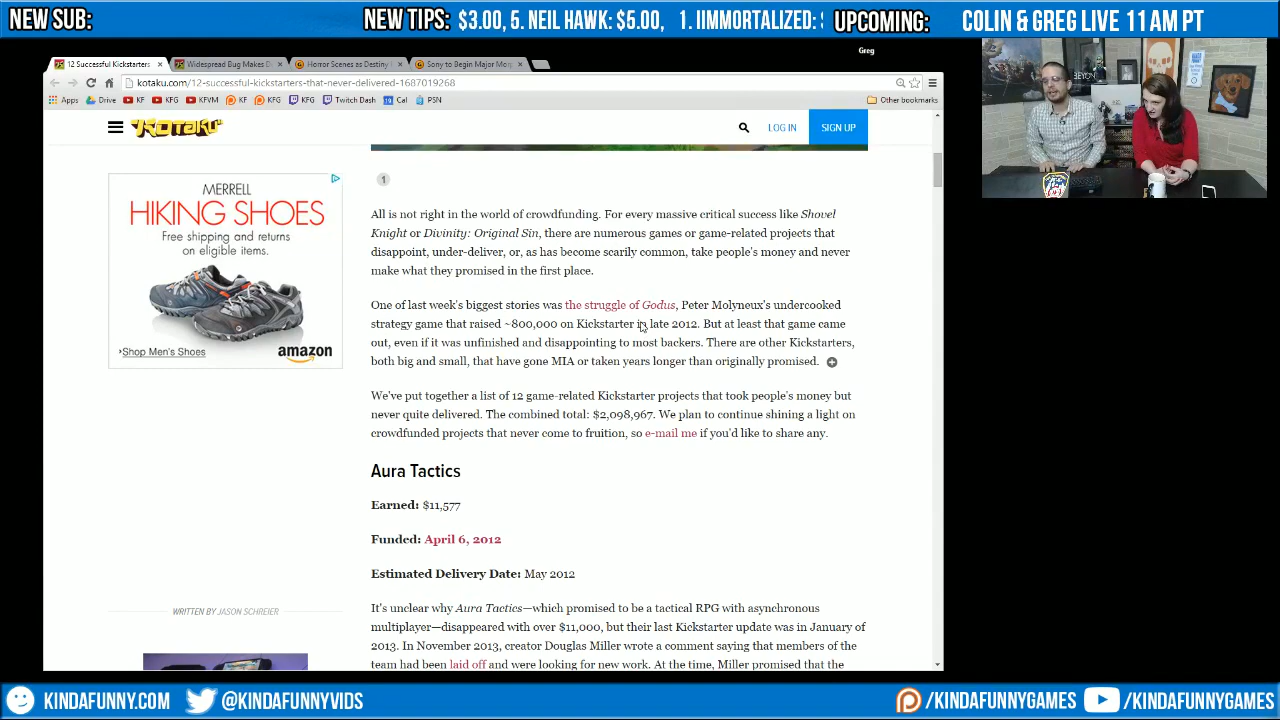 NEW SUB:
NEW TIPS: $3.00, 5. NEIL HAWK: $5.00, 1. IIMMORTALIZED: $
UPCOMING: COLIN & GREG LIVE 11 AM PT
Greg
12 Successful Kickstarters
Widespread Bug Makes D
Horror Scenes as Destiny
Sony to Begin Major Mo
kotaku.com/12-successful-kickstarters-that-never-delivered-1687019268
Apps Drive KF KFG KFVM KF KFG KFG Twitch Dash Cal PSN Other bookmarks
KOTAKU
LOG IN
SIGN UP
1
MERRELL
HIKING SHOES
Free shipping and returns
on eligible items.
›Shop Men's Shoes
amazon
All is not right in the world of crowdfunding. For every massive critical success like Shovel
Knight or Divinity: Original Sin, there are numerous games or game-related projects that
disappoint, under-deliver, or, as has become scarily common, take people's money and never
make what they promised in the first place.
One of last week's biggest stories was the struggle of Godus, Peter Molyneux's undercooked
strategy game that raised ~800,000 on Kickstarter in late 2012. But at least that game came
out, even if it was unfinished and disappointing to most backers. There are other Kickstarters,
both big and small, that have gone MIA or taken years longer than originally promised.
We've put together a list of 12 game-related Kickstarter projects that took people's money but
never quite delivered. The combined total: $2,098,967. We plan to continue shining a light on
crowdfunded projects that never come to fruition, so e-mail me if you'd like to share any.
Aura Tactics
Earned: $11,577
Funded: April 6, 2012
Estimated Delivery Date: May 2012
WRITTEN BY JASON SCHREIER
It's unclear why Aura Tactics—which promised to be a tactical RPG with asynchronous
multiplayer—disappeared with over $11,000, but their last Kickstarter update was in January of
2013. In November 2013, creator Douglas Miller wrote a comment saying that members of the
team had been laid off and were looking for new work. At the time, Miller promised that the
KINDAFUNNY.COM
@KINDAFUNNYVIDS
/KINDAFUNNYGAMES
/KINDAFUNNYGAMES